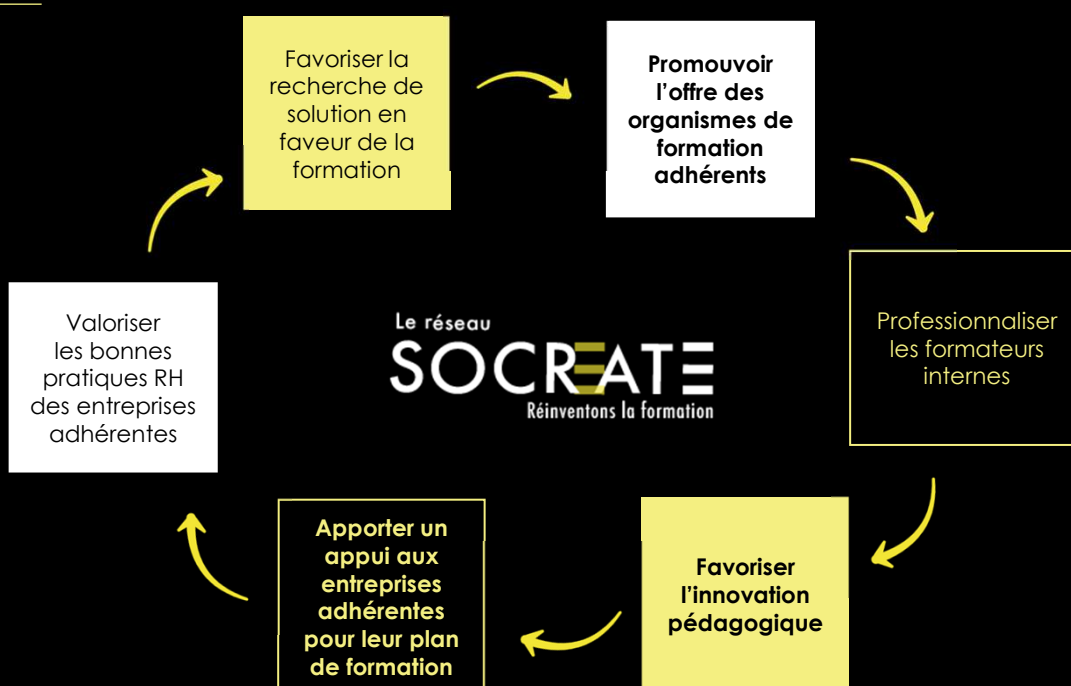 Favoriser la
recherche de
solution en
faveur de la
formation
Promouvoir
l’offre des
organismes de
formation
adhérents
Professionnaliser
les formateurs
internes
Favoriser
l’innovation
pédagogique
Apporter un
appui aux
entreprises
adhérentes
pour leur plan
de formation
Valoriser
les bonnes
pratiques RH
des entreprises
adhérentes
Le réseau
SOCREATE
Réinventons la formation